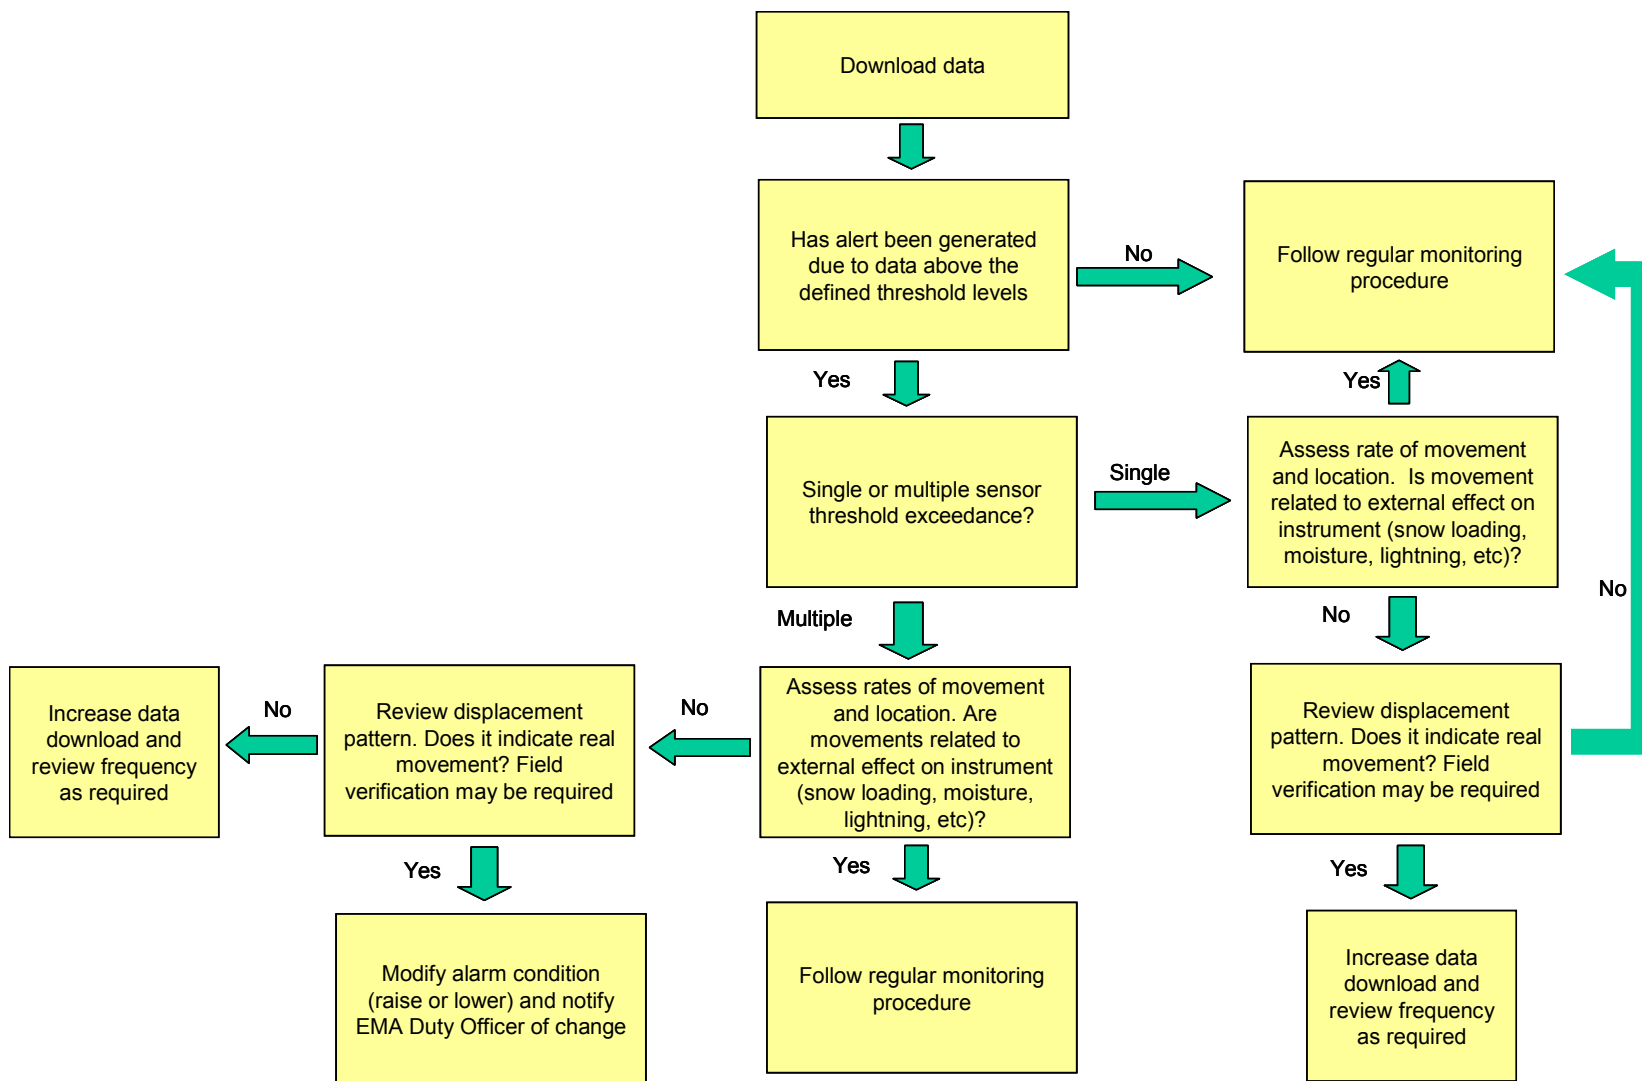 Download data
Has alert been generated
due to data above the
defined threshold levels
No
Follow regular monitoring
procedure
Yes
Yes
Single or multiple sensor
threshold exceedance?
Single
Assess rate of movement
and location.  Is movement
related to external effect on
instrument (snow loading,
moisture, lightning, etc)?
No
Multiple
No
Increase data
download and
review frequency
as required
No
Review displacement
pattern. Does it indicate real
movement? Field
verification may be required
No
Assess rates of movement
and location. Are
movements related to
external effect on instrument
(snow loading, moisture,
lightning, etc)?
Review displacement
pattern. Does it indicate real
movement? Field
verification may be required
Yes
Yes
Yes
Modify alarm condition
(raise or lower) and notify
EMA Duty Officer of change
Follow regular monitoring
procedure
Increase data
download and
review frequency
as required